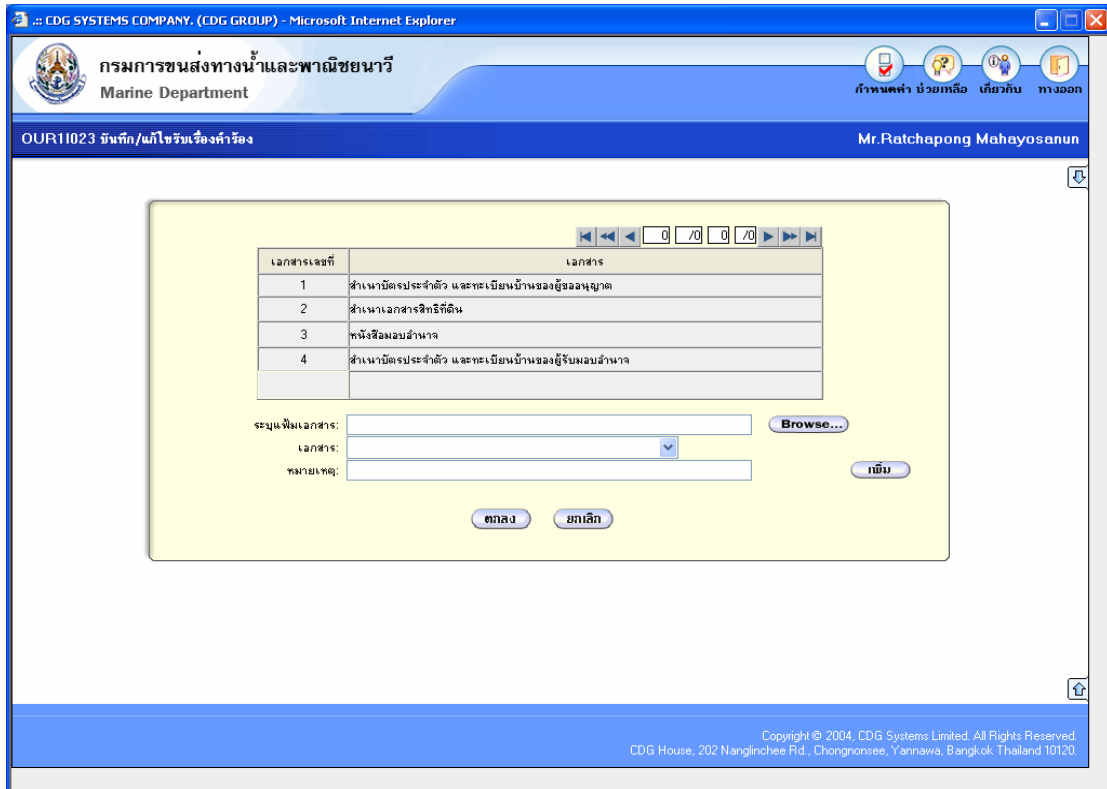 .:: CDG SYSTEMS COMPANY. (CDG GROUP) - Microsoft Internet Explorer
กรมการขนส่งทางน้ำและพาณิชยนาวี
Marine Department
กำหนดค่า ช่วยเหลือ เกี่ยวกับ ทางออก
OUR1I023 บันทึก/แก้ไขรับเรื่องคำร้อง Mr.Ratchapong Mahayosanun
0 /0 0 /0
เอกสารเลขที่ เอกสาร
1 สำเนาบัตรประจำตัว และทะเบียนบ้านของผู้ขออนุญาต
2 สำเนาเอกสารสิทธิที่ดิน
3 หนังสือมอบอำนาจ
4 สำเนาบัตรประจำตัว และทะเบียนบ้านของผู้รับมอบอำนาจ
ระบุแฟ้มเอกสาร: Browse...
เอกสาร:
หมายเหตุ: เพิ่ม
ตกลง ยกเลิก
Copyright © 2004, CDG Systems Limited. All Rights Reserved.
CDG House, 202 Nanglinchee Rd., Chongnonsee, Yannawa, Bangkok Thailand 10120.